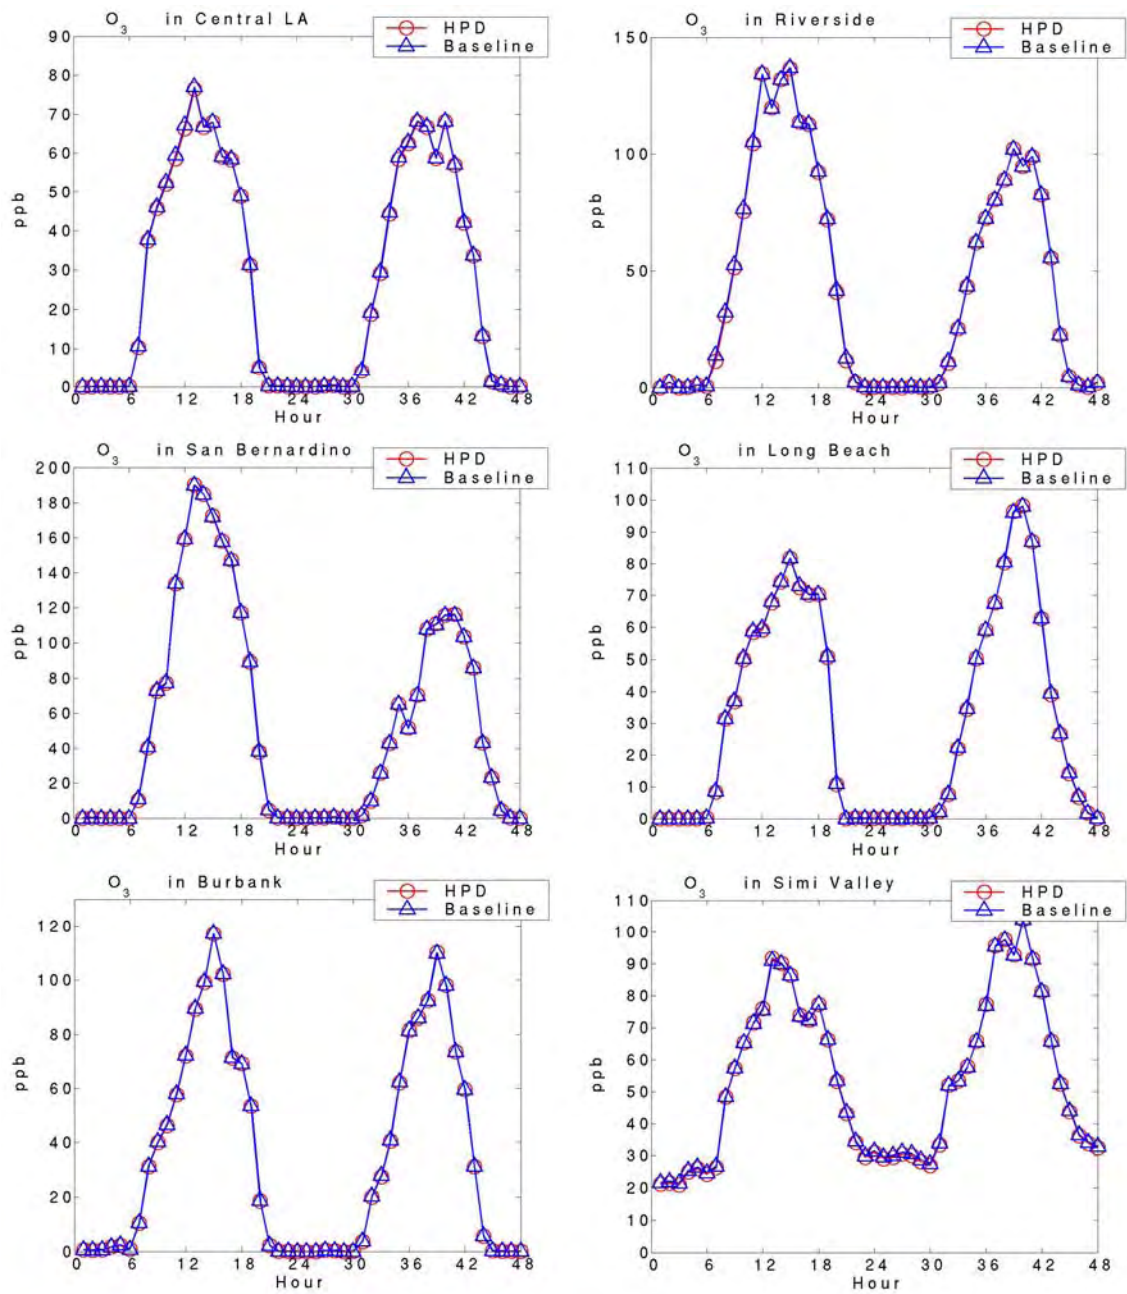 O3 in Central LA
HPD
Baseline
90
80
70
60
50
40
30
20
10
0
ppb
0 6 12 18 24 30 36 42 48
Hour
O3 in Riverside
HPD
Baseline
150
100
50
0
ppb
0 6 12 18 24 30 36 42 48
Hour
O3 in San Bernardino
HPD
Baseline
200
180
160
140
120
100
80
60
40
20
0
ppb
0 6 12 18 24 30 36 42 48
Hour
O3 in Long Beach
HPD
Baseline
110
100
90
80
70
60
50
40
30
20
10
0
ppb
0 6 12 18 24 30 36 42 48
Hour
O3 in Burbank
HPD
Baseline
120
100
80
60
40
20
0
ppb
0 6 12 18 24 30 36 42 48
Hour
O3 in Simi Valley
HPD
Baseline
110
100
90
80
70
60
50
40
30
20
10
0
ppb
0 6 12 18 24 30 36 42 48
Hour